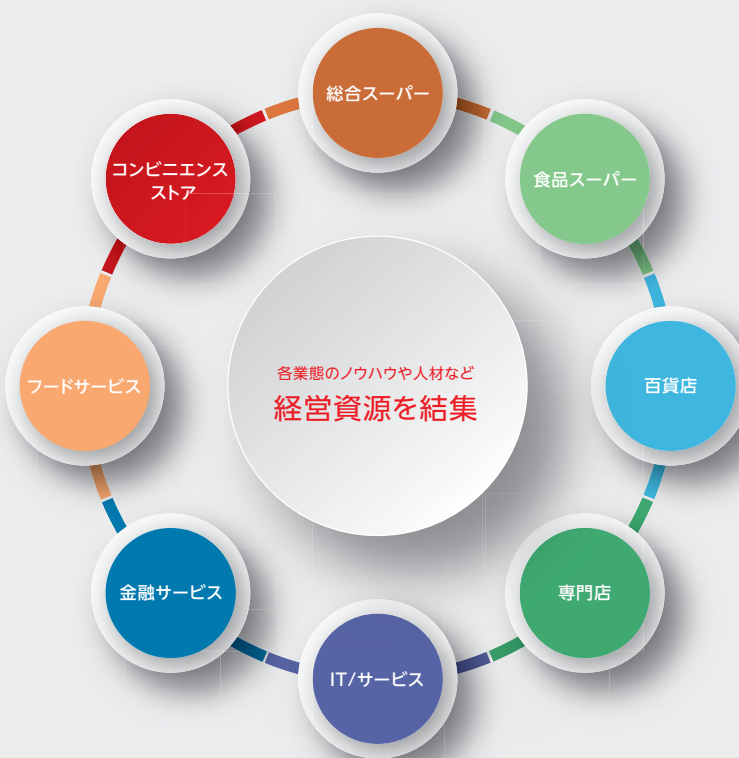 総合スーパー
食品スーパー
百貨店
専門店
IT/サービス
金融サービス
フードサービス
コンビニエンス
ストア
各業態のノウハウや人材など
経営資源を結集